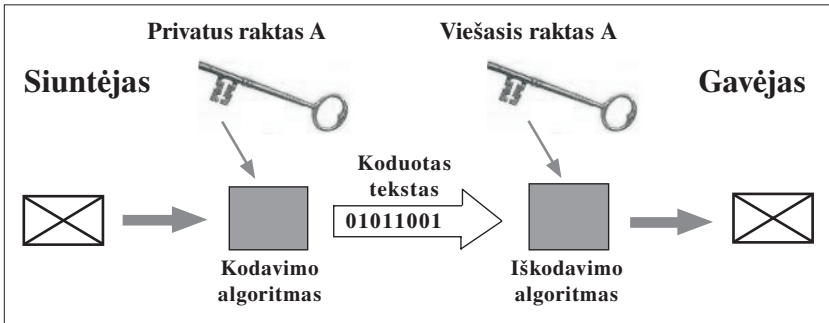 Privatus raktas A
Viešasis raktas A
Siuntėjas
Gavėjas
Koduotas
tekstas
01011001
Kodavimo
algoritmas
Iškodavimo
algoritmas